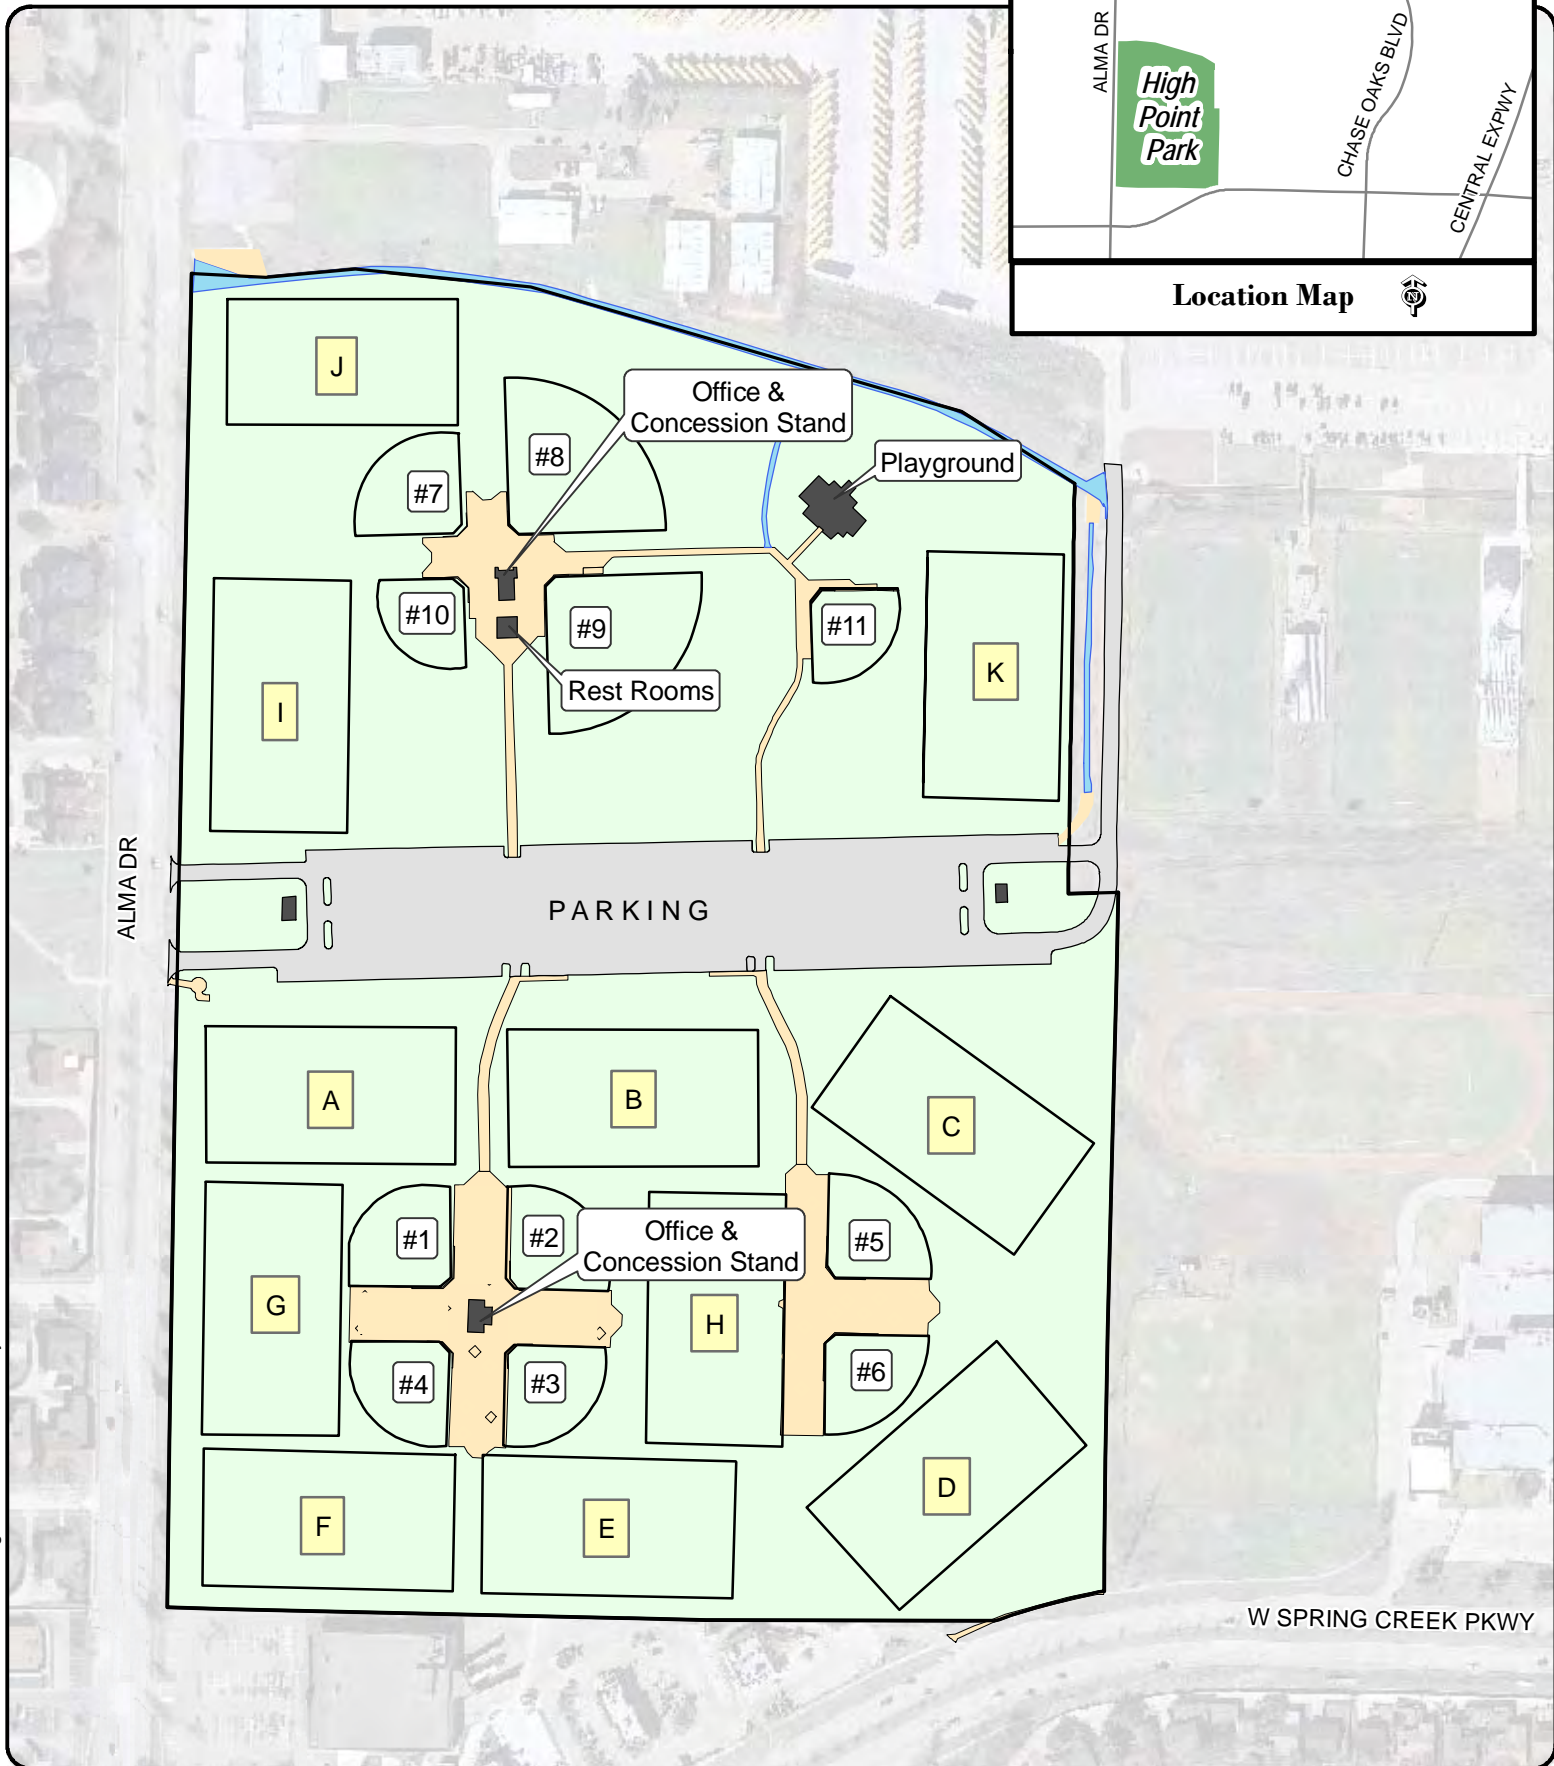 ALMA DR
High
Point
Park
CHASE OAKS BLVD
CENTRAL EXPWY
Location Map
N
J
Office &
Concession Stand
#8
Playground
#7
#10
#9
#11
K
Rest Rooms
I
ALMA DR
PARKING
A
B
C
#1
#2
Office &
Concession Stand
#5
G
H
#4
#3
#6
D
F
E
W SPRING CREEK PKWY